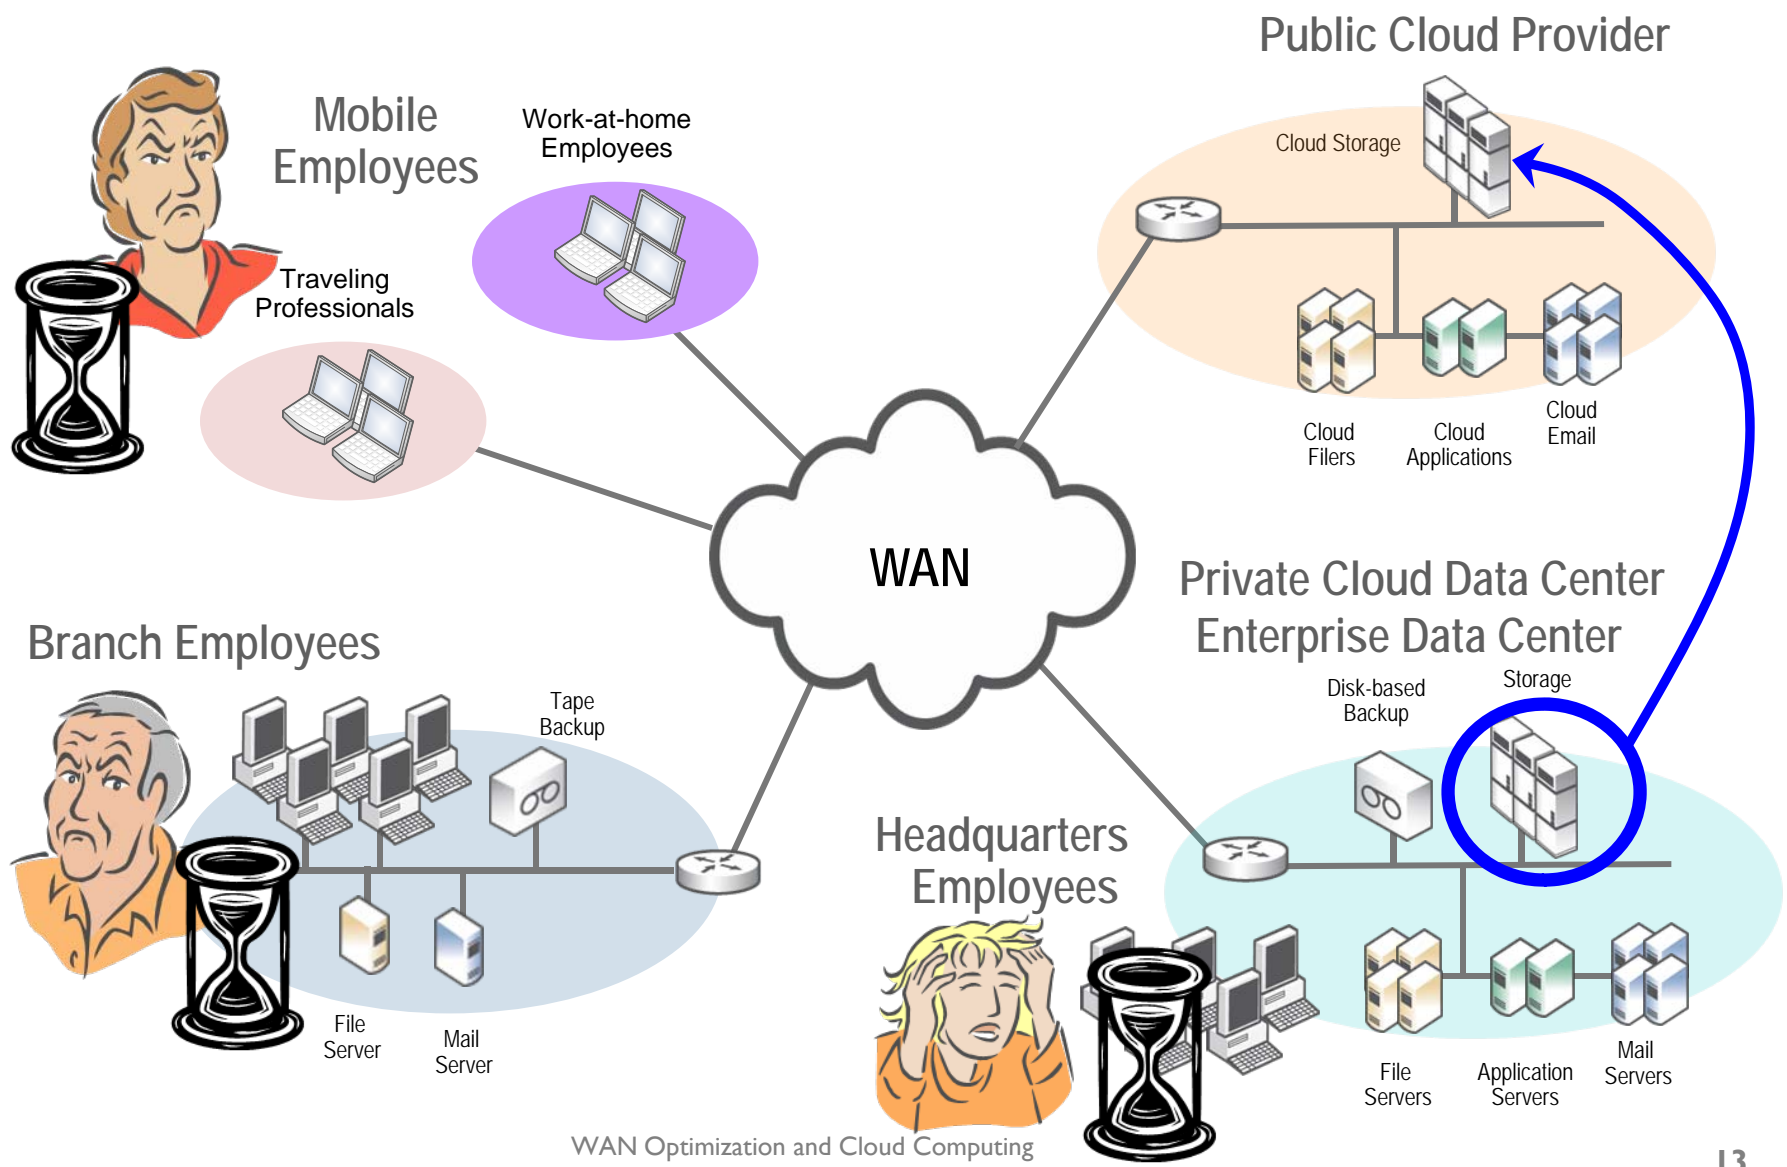 Public Cloud Provider
Mobile
Employees
Work-at-home
Employees
Cloud Storage
Traveling
Professionals
Cloud
Filers
Cloud
Applications
Cloud
Email
WAN
Private Cloud Data Center
Enterprise Data Center
Branch Employees
Tape
Backup
Disk-based
Backup
Storage
Headquarters
Employees
File
Server
Mail
Server
File
Servers
Application
Servers
Mail
Servers
WAN Optimization and Cloud Computing
13